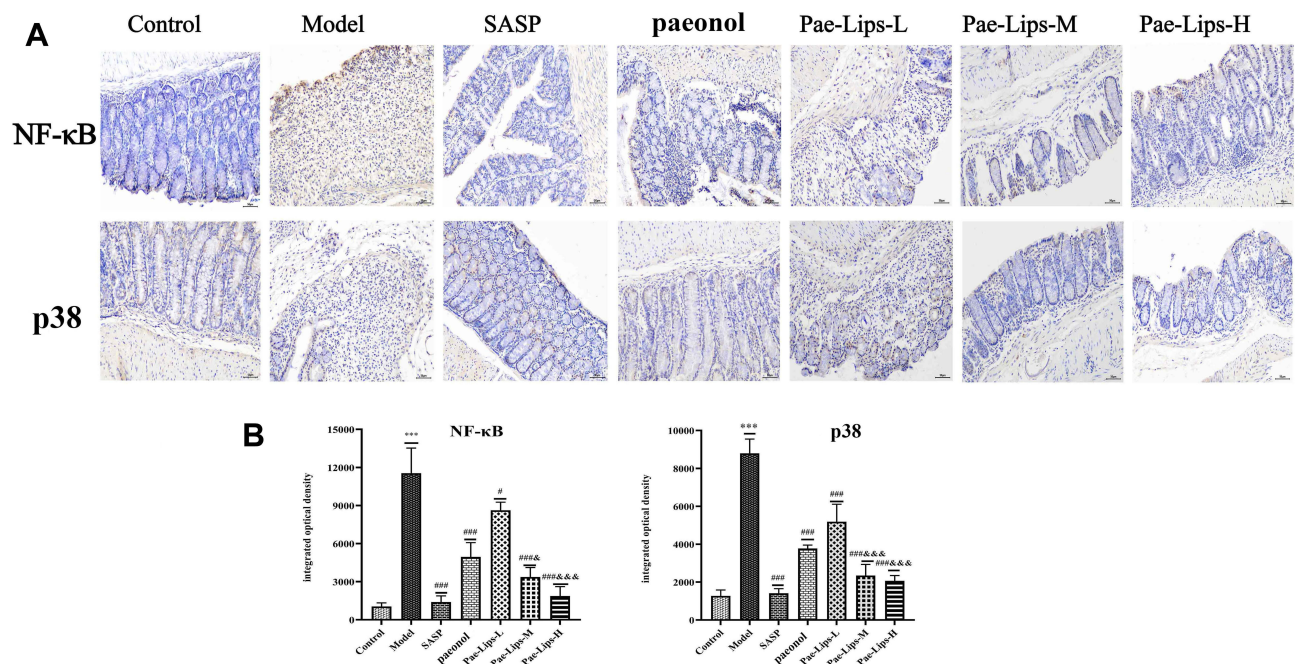 A
Control Model SASP paeonol Pae-Lips-L Pae-Lips-M Pae-Lips-H
NF-κB
p38
B
NF-κB
integrated optical density
15000
12000
9000
6000
3000
0
***
###
###
#
###&
###&&&
Control
Model
SASP
paeonol
Pae-Lips-L
Pae-Lips-M
Pae-Lips-H
p38
integrated optical density
10000
8000
6000
4000
2000
0
***
###
###
###
###&&&
###&&&
Control
Model
SASP
paeonol
Pae-Lips-L
Pae-Lips-M
Pae-Lips-H